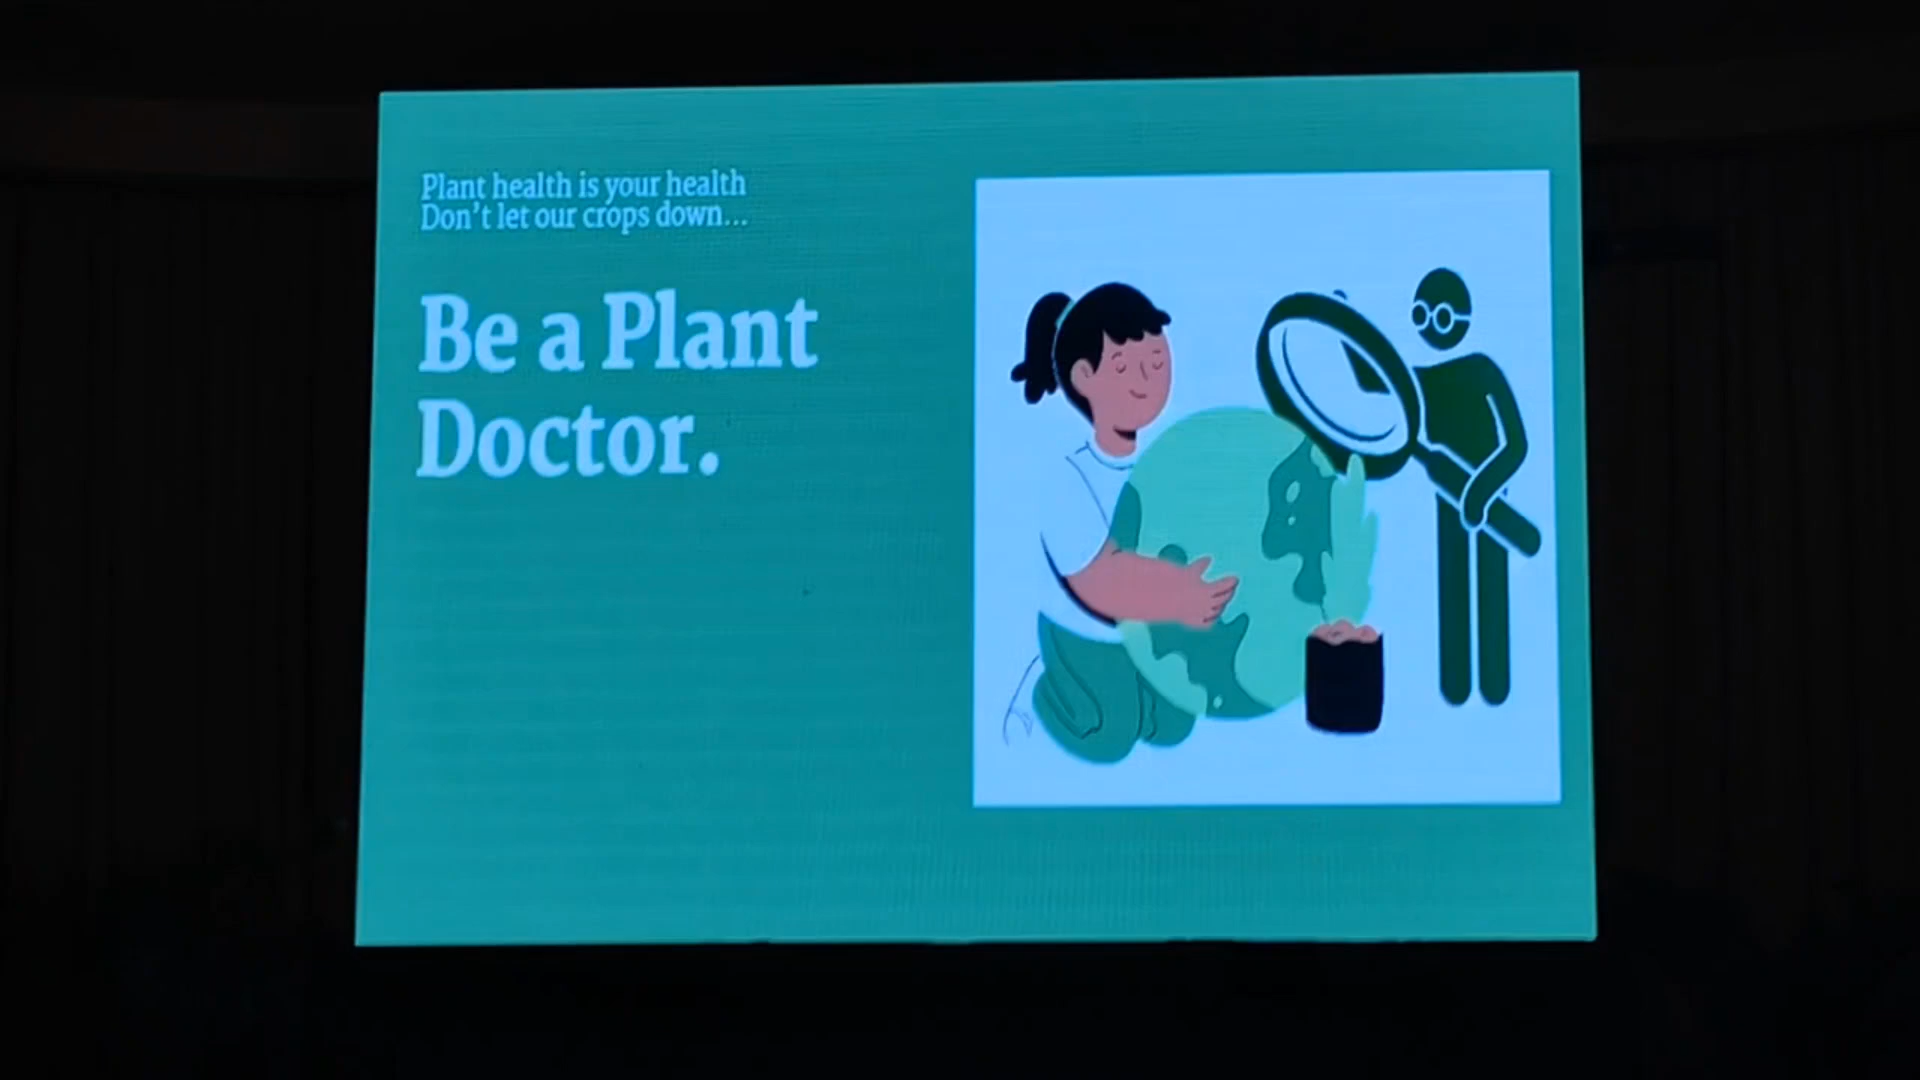 Plant health is your health
Don't let our crops down...
Be a Plant
Doctor.